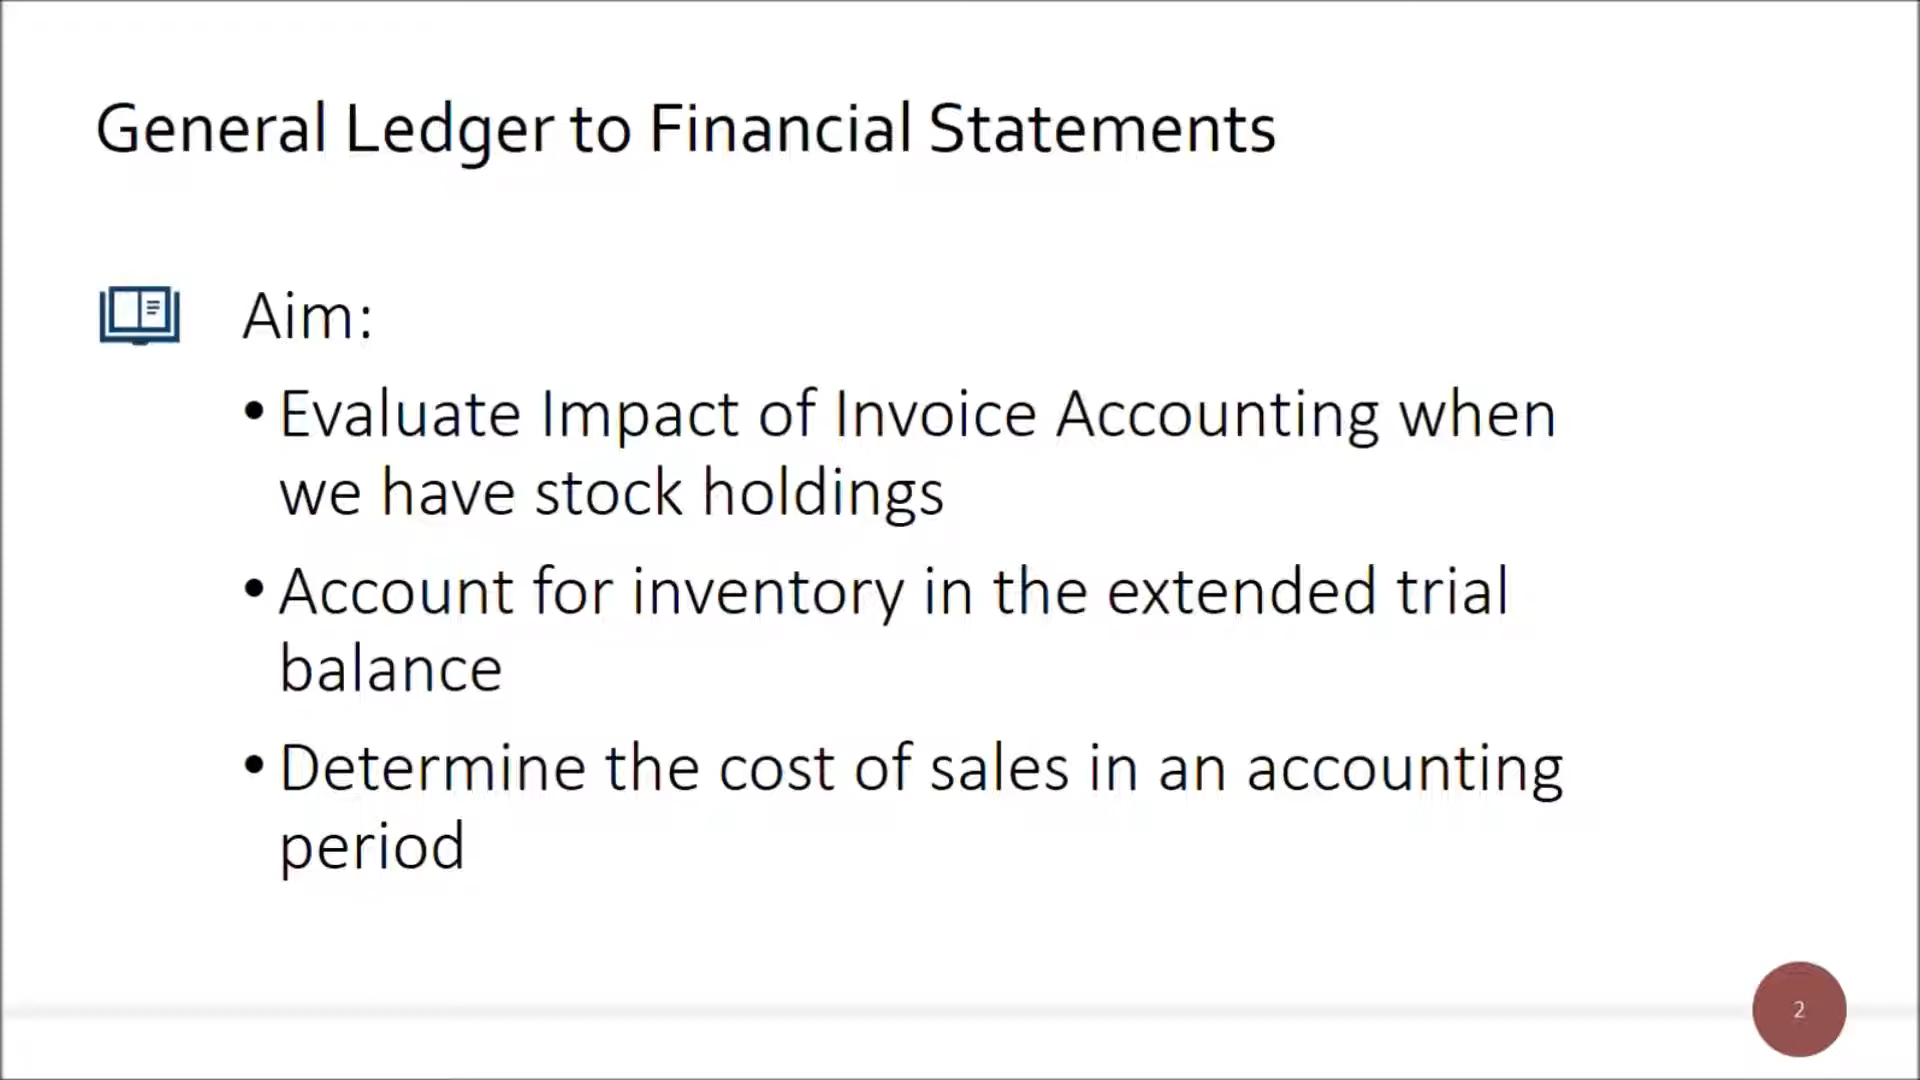 General Ledger to Financial Statements
Aim:
• Evaluate Impact of Invoice Accounting when
we have stock holdings
• Account for inventory in the extended trial
balance
• Determine the cost of sales in an accounting
period
2